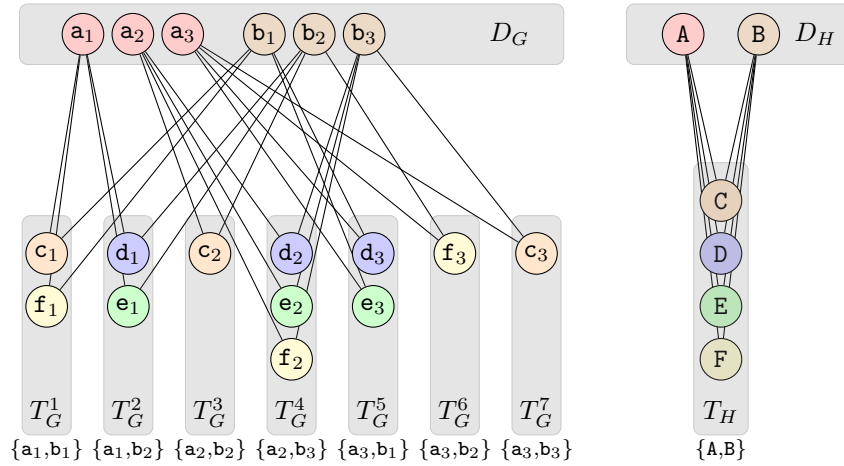 a₁ a₂ a₃ b₁ b₂ b₃ D_G A B D_H
C
c₁ d₁ c₂ d₂ d₃ f₃ c₃ D
f₁ e₁ e₂ e₃ E
f₂ F
T_G^1 T_G^2 T_G^3 T_G^4 T_G^5 T_G^6 T_G^7 T_H
{a₁,b₁} {a₁,b₂} {a₂,b₂} {a₂,b₃} {a₃,b₁} {a₃,b₂} {a₃,b₃} {A,B}